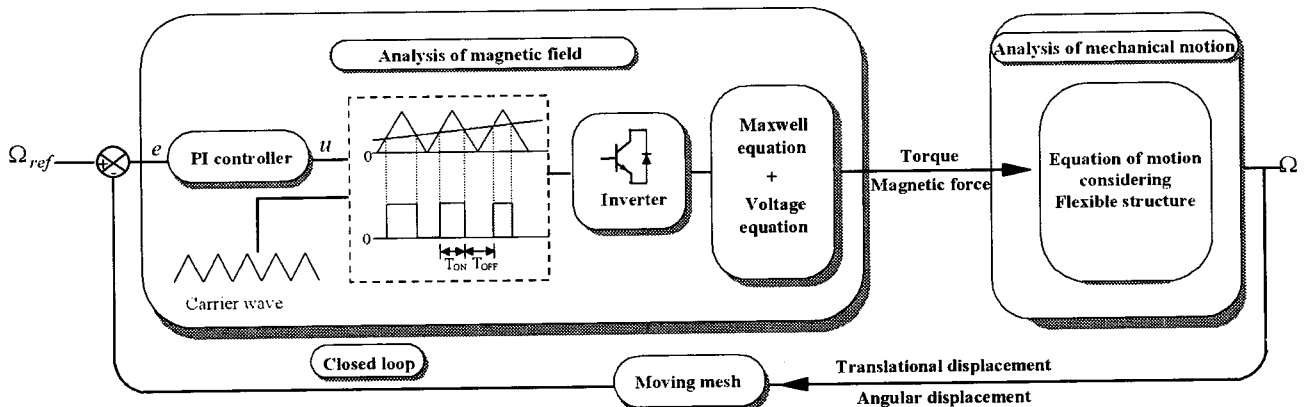 Analysis of magnetic field
Analysis of mechanical motion
Ω_ref
+
-
e
PI controller
u
0
0
T_ON
T_OFF
Carrier wave
Inverter
Maxwell
equation
+
Voltage
equation
Torque
Magnetic force
Equation of motion
considering
Flexible structure
Ω
Closed loop
Moving mesh
Translational displacement
Angular displacement